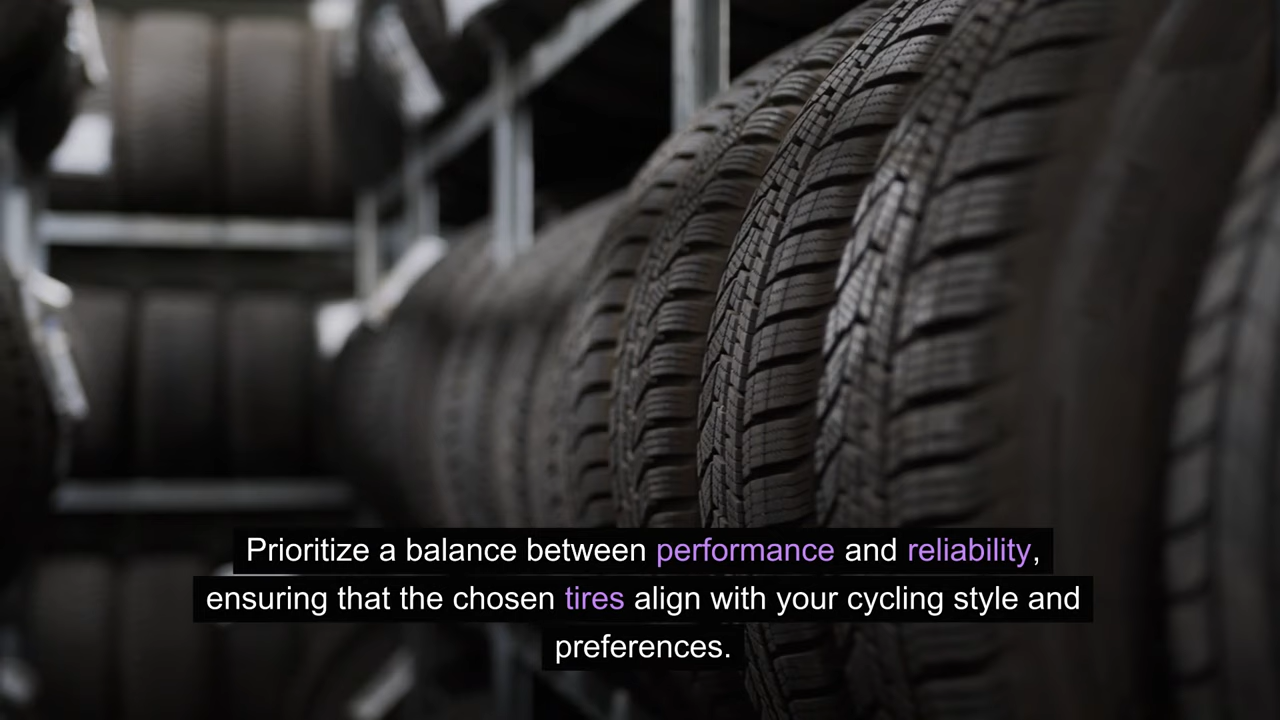 Prioritize a balance between performance and reliability,
ensuring that the chosen tires align with your cycling style and
preferences.